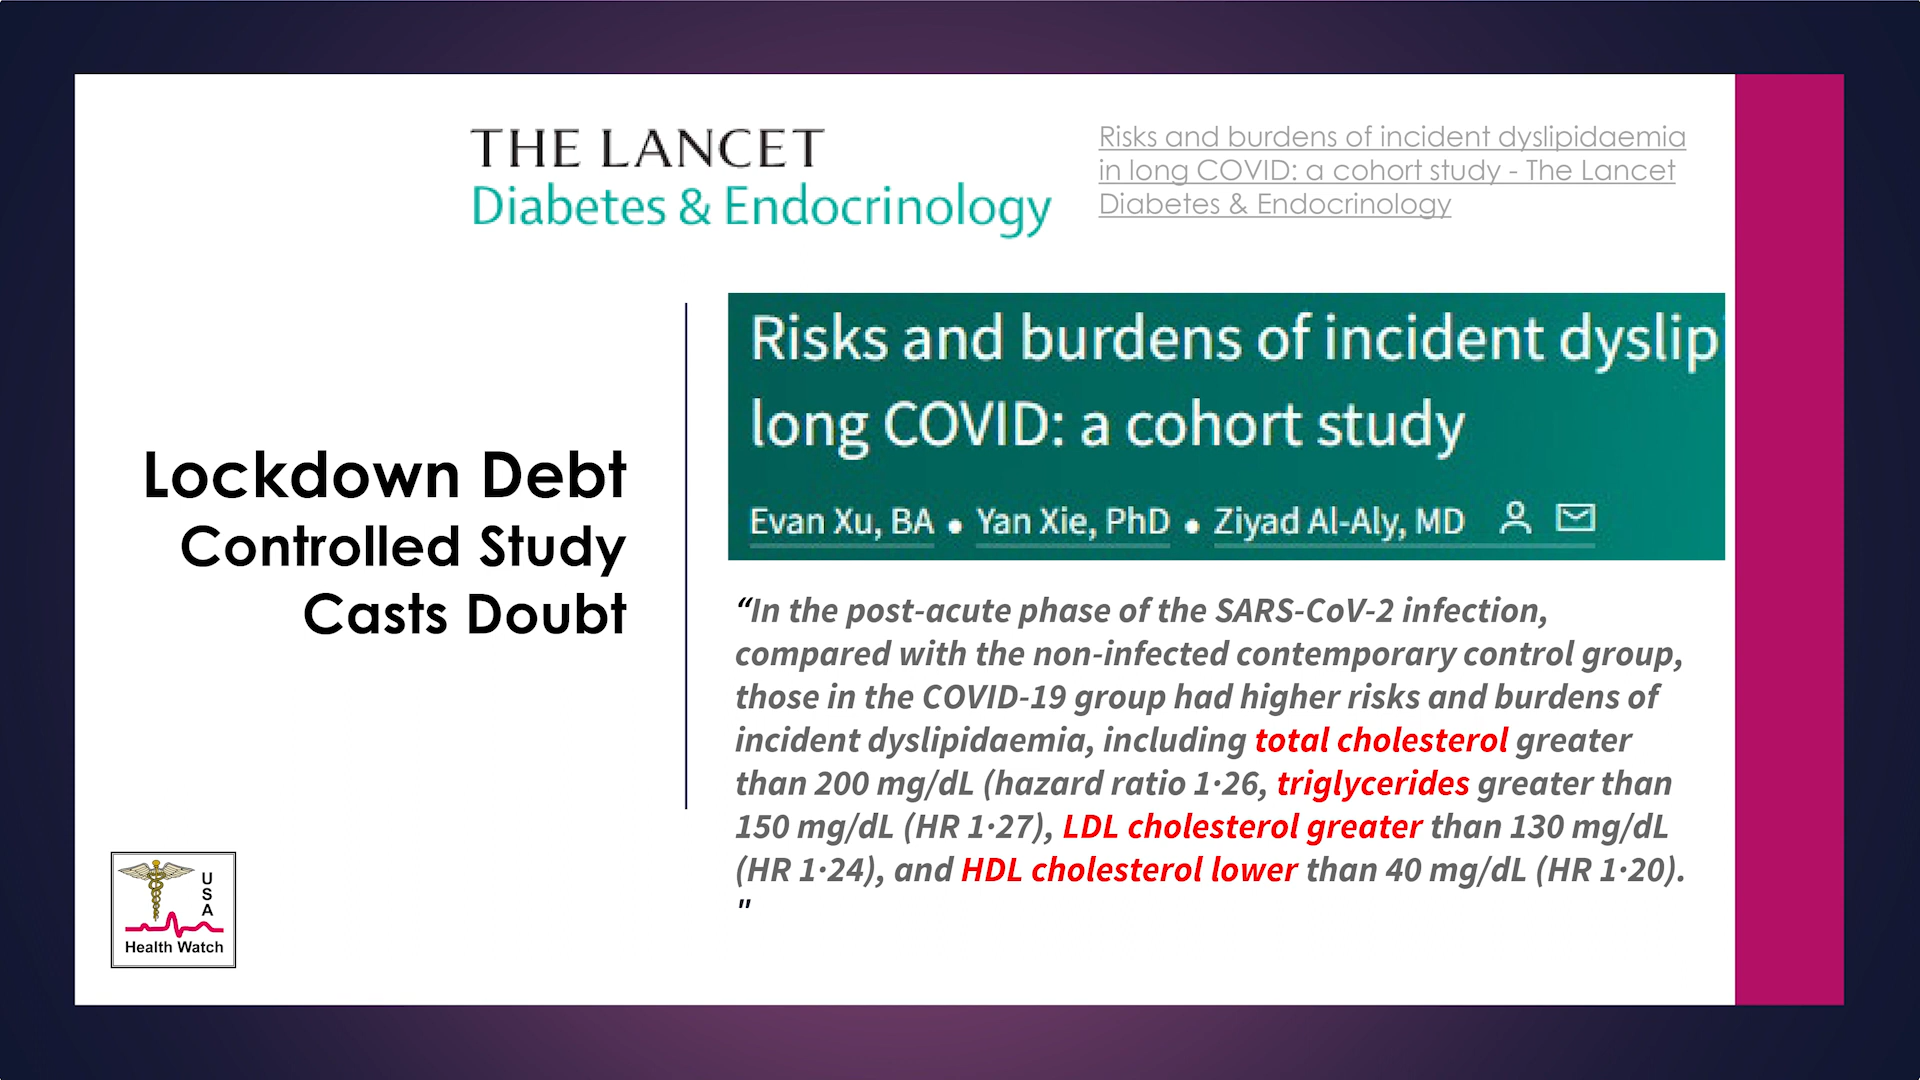 THE LANCET
Diabetes & Endocrinology
Risks and burdens of incident dyslipidaemia
in long COVID: a cohort study - The Lancet
Diabetes & Endocrinology
Lockdown Debt
Controlled Study
Casts Doubt
Risks and burdens of incident dyslip
long COVID: a cohort study
Evan Xu, BA • Yan Xie, PhD • Ziyad Al-Aly, MD
“In the post-acute phase of the SARS-CoV-2 infection,
compared with the non-infected contemporary control group,
those in the COVID-19 group had higher risks and burdens of
incident dyslipidaemia, including total cholesterol greater
than 200 mg/dL (hazard ratio 1·26, triglycerides greater than
150 mg/dL (HR 1·27), LDL cholesterol greater than 130 mg/dL
(HR 1·24), and HDL cholesterol lower than 40 mg/dL (HR 1·20).
"
USA
Health Watch